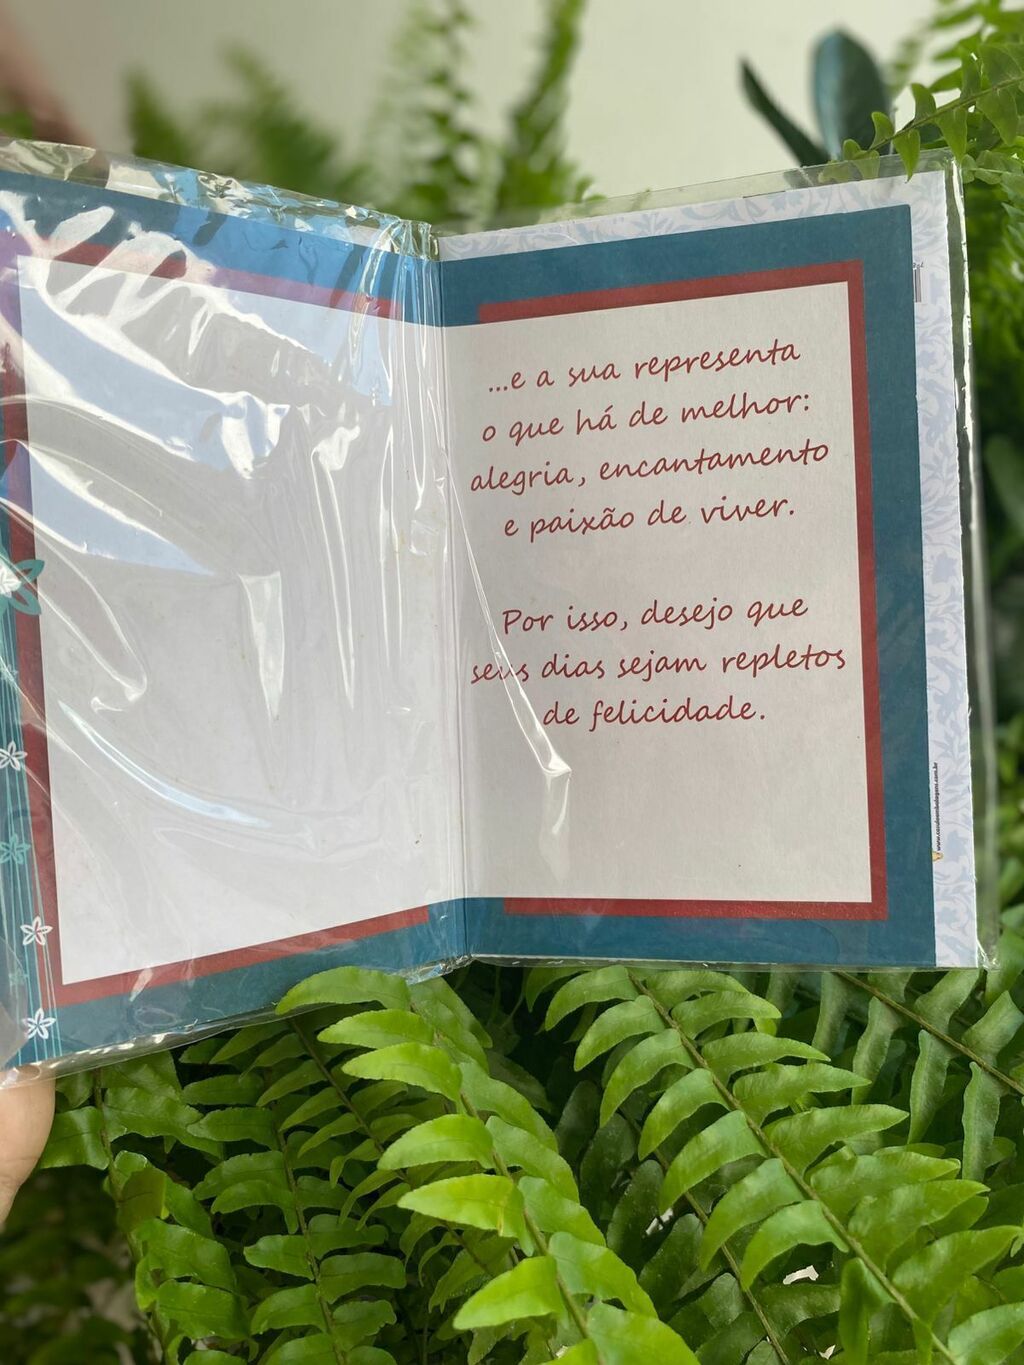 ...e a sua representa
o que há de melhor:
alegria, encantamento
e paixão de viver.
Por isso, desejo que
seus dias sejam repletos
de felicidade.